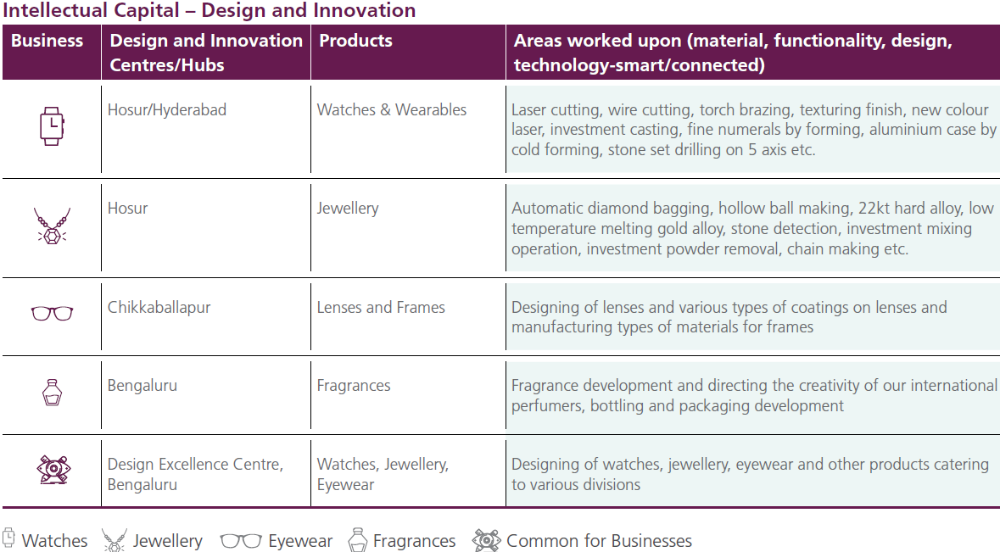 Intellectual Capital – Design and Innovation
Business
Design and Innovation
Centres/Hubs
Products
Areas worked upon (material, functionality, design,
technology-smart/connected)
Hosur/Hyderabad
Watches & Wearables
Laser cutting, wire cutting, torch brazing, texturing finish, new colour
laser, investment casting, fine numerals by forming, aluminium case by
cold forming, stone set drilling on 5 axis etc.
Hosur
Jewellery
Automatic diamond bagging, hollow ball making, 22kt hard alloy, low
temperature melting gold alloy, stone detection, investment mixing
operation, investment powder removal, chain making etc.
Chikkaballapur
Lenses and Frames
Designing of lenses and various types of coatings on lenses and
manufacturing types of materials for frames
Bengaluru
Fragrances
Fragrance development and directing the creativity of our international
perfumers, bottling and packaging development
Design Excellence Centre,
Bengaluru
Watches, Jewellery,
Eyewear
Designing of watches, jewellery, eyewear and other products catering
to various divisions
Watches Jewellery Eyewear Fragrances Common for Businesses